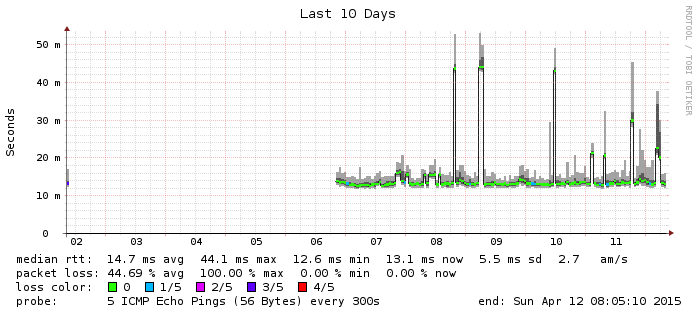 Last 10 Days
RRDTOOL / TOBI OETIKER
Seconds
50 m
40 m
30 m
20 m
10 m
0
02 03 04 05 06 07 08 09 10 11
median rtt: 14.7 ms avg 44.1 ms max 12.6 ms min 13.1 ms now 5.5 ms sd 2.7 am/s
packet loss: 44.69 % avg 100.00 % max 0.00 % min 0.00 % now
loss color: 0 1/5 2/5 3/5 4/5
probe: 5 ICMP Echo Pings (56 Bytes) every 300s end: Sun Apr 12 08:05:10 2015